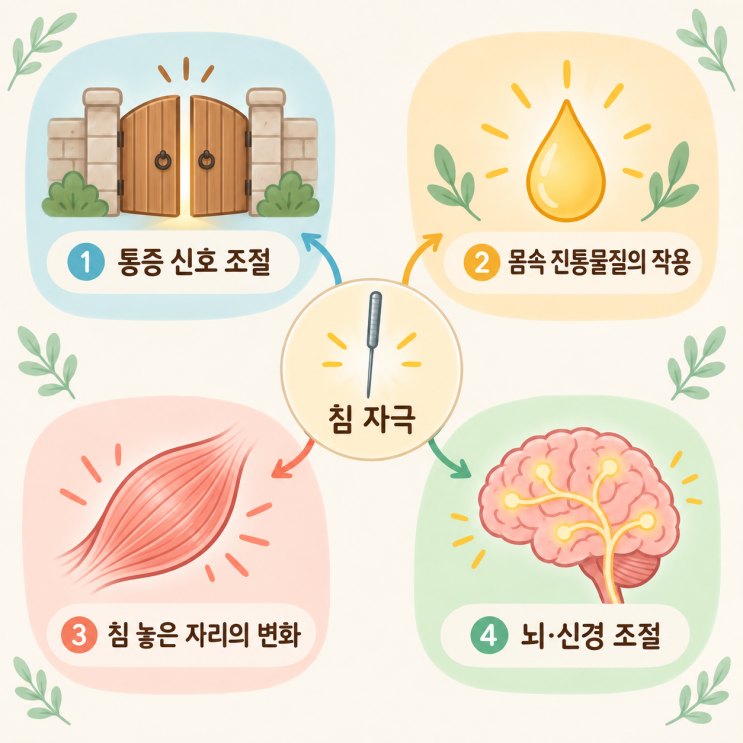 1 통증 신호 조절
2 몸속 진통물질의 작용
침 자극
3 침 놓은 자리의 변화
4 뇌·신경 조절